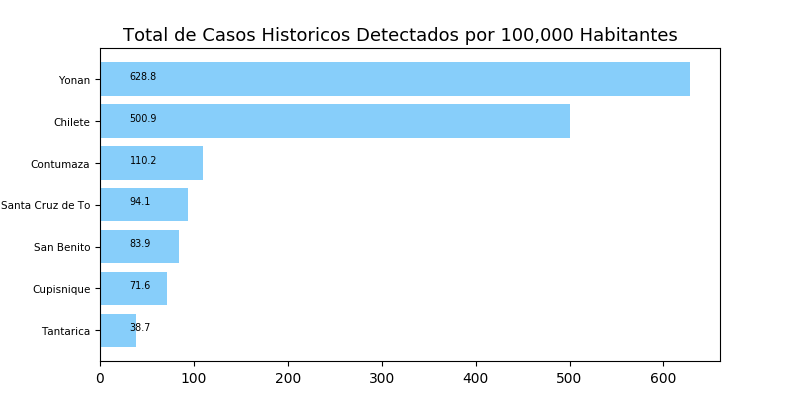 Total de Casos Historicos Detectados por 100,000 Habitantes
Yonan 628.8
Chilete 500.9
Contumaza 110.2
Santa Cruz de To 94.1
San Benito 83.9
Cupisnique 71.6
Tantarica 38.7
0 100 200 300 400 500 600